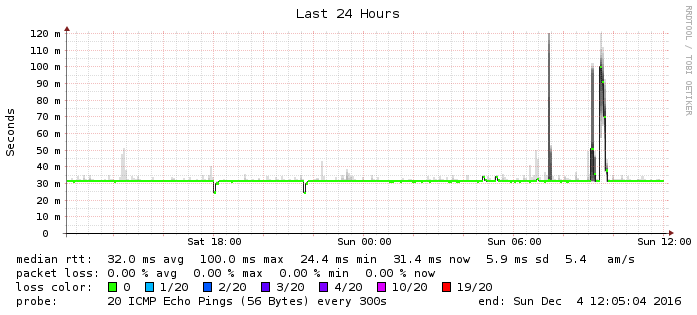 Last 24 Hours
RRDTOOL / TOBI OETIKER
Seconds
120 m
110 m
100 m
90 m
80 m
70 m
60 m
50 m
40 m
30 m
20 m
10 m
0
Sat 18:00 Sun 00:00 Sun 06:00 Sun 12:00
median rtt: 32.0 ms avg 100.0 ms max 24.4 ms min 31.4 ms now 5.9 ms sd 5.4 am/s
packet loss: 0.00 % avg 0.00 % max 0.00 % min 0.00 % now
loss color: 0 1/20 2/20 3/20 4/20 10/20 19/20
probe: 20 ICMP Echo Pings (56 Bytes) every 300s end: Sun Dec 4 12:05:04 2016